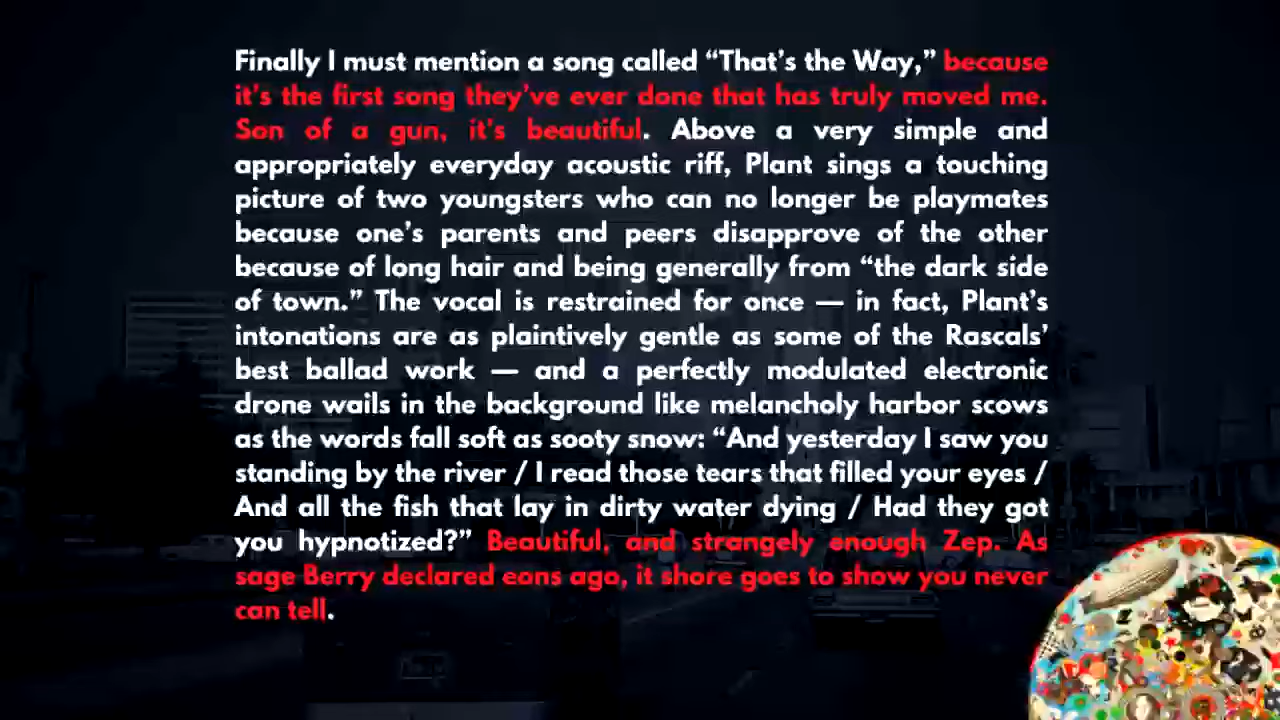 Finally I must mention a song called “That’s the Way,” because
it’s the first song they’ve ever done that has truly moved me.
Son of a gun, it’s beautiful. Above a very simple and
appropriately everyday acoustic riff, Plant sings a touching
picture of two youngsters who can no longer be playmates
because one’s parents and peers disapprove of the other
because of long hair and being generally from “the dark side
of town.” The vocal is restrained for once — in fact, Plant’s
intonations are as plaintively gentle as some of the Rascals’
best ballad work — and a perfectly modulated electronic
drone wails in the background like melancholy harbor scows
as the words fall soft as sooty snow: “And yesterday I saw you
standing by the river / I read those tears that filled your eyes /
And all the fish that lay in dirty water dying / Had they got
you hypnotized?” Beautiful, and strangely enough Zep. As
sage Berry declared eons ago, it shore goes to show you never
can tell.